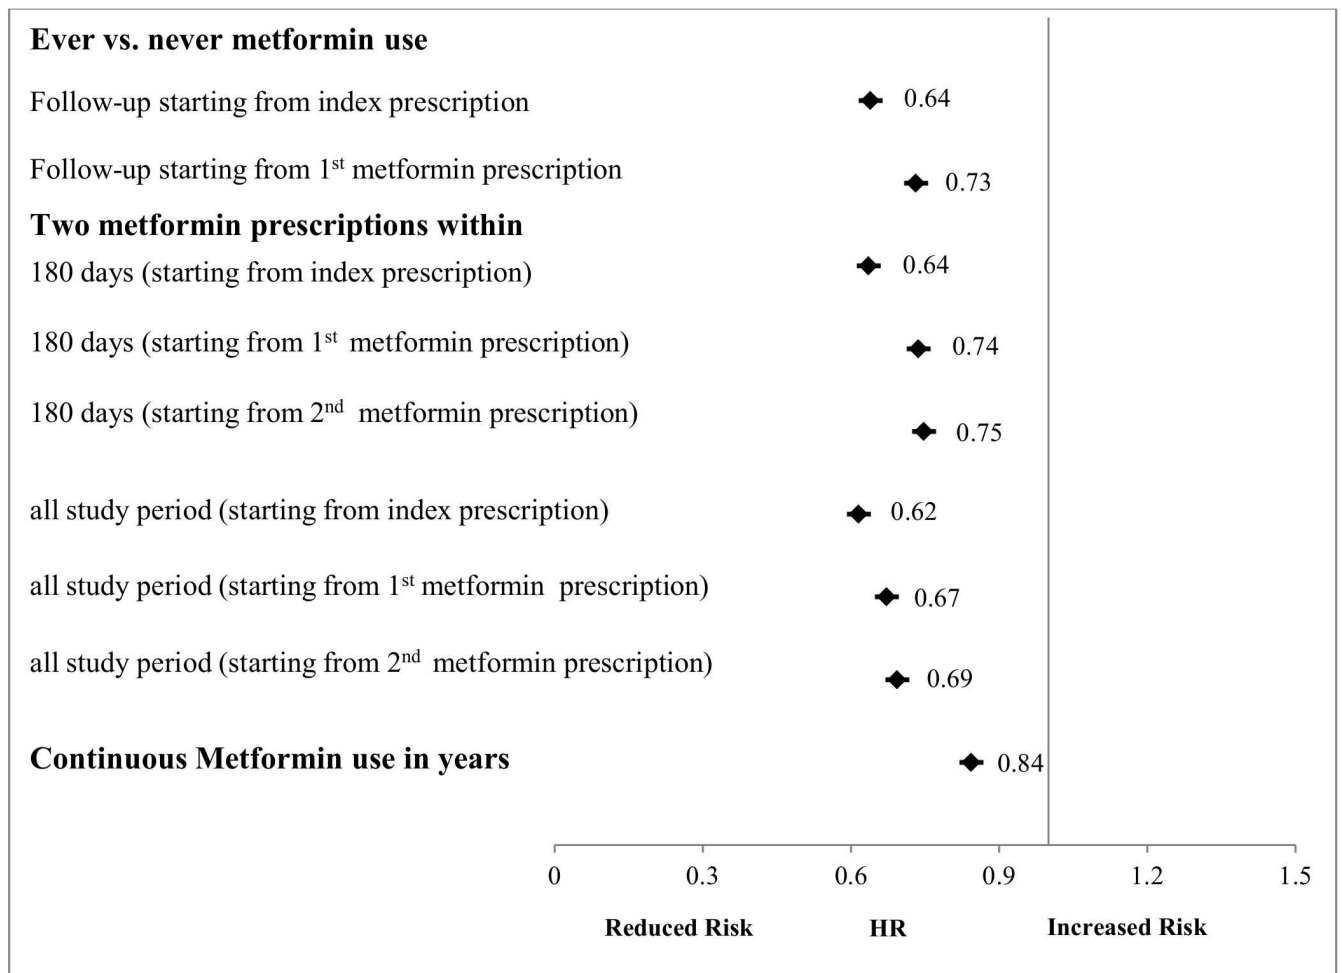 Ever vs. never metformin use
Follow-up starting from index prescription 0.64
Follow-up starting from 1st metformin prescription 0.73
Two metformin prescriptions within
180 days (starting from index prescription) 0.64
180 days (starting from 1st metformin prescription) 0.74
180 days (starting from 2nd metformin prescription) 0.75
all study period (starting from index prescription) 0.62
all study period (starting from 1st metformin prescription) 0.67
all study period (starting from 2nd metformin prescription) 0.69
Continuous Metformin use in years 0.84
0 0.3 0.6 0.9 1.2 1.5
Reduced Risk HR Increased Risk